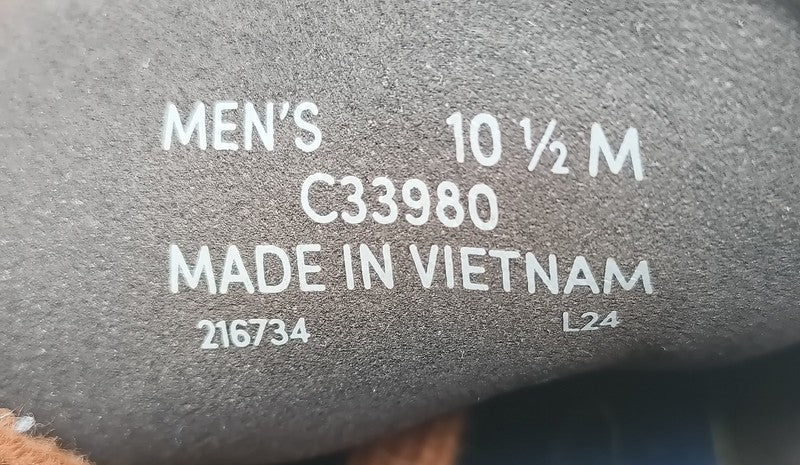 MEN'S 10 ½ M
C33980
MADE IN VIETNAM
216734 L24